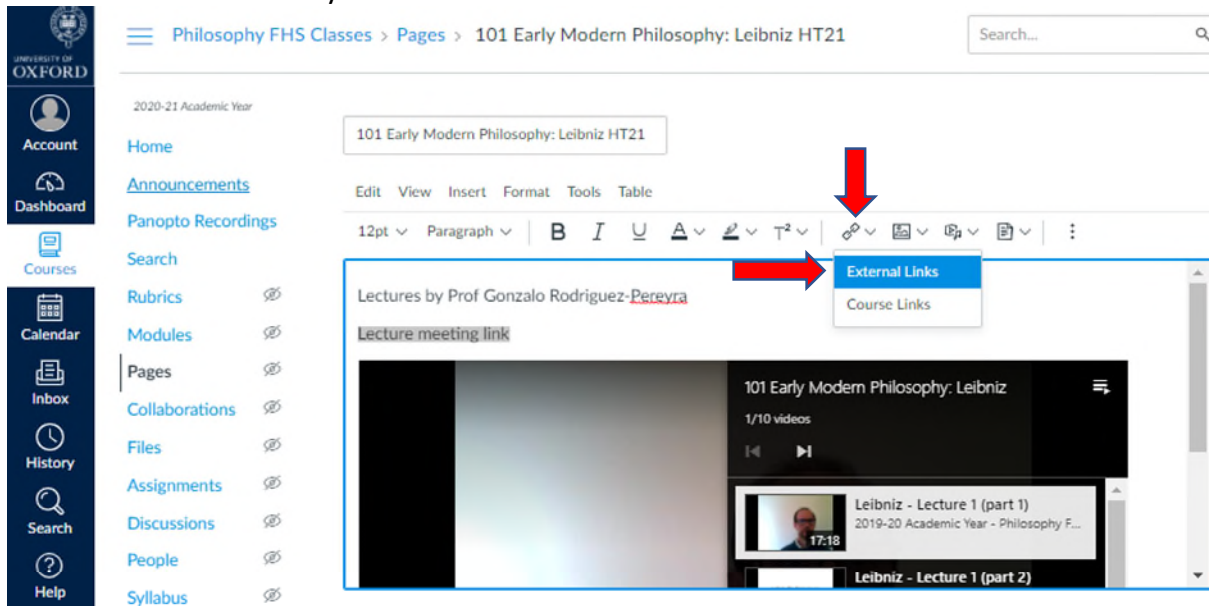 UNIVERSITY OF
OXFORD
Account
Dashboard
Courses
Calendar
Inbox
History
Search
Help
Philosophy FHS Classes > Pages > 101 Early Modern Philosophy: Leibniz HT21
Search...
2020-21 Academic Year
Home
Announcements
Panopto Recordings
Search
Rubrics
Modules
Pages
Collaborations
Files
Assignments
Discussions
People
Syllabus
101 Early Modern Philosophy: Leibniz HT21
Edit View Insert Format Tools Table
12pt Paragraph B I U A T²
External Links
Course Links
Lectures by Prof Gonzalo Rodriguez-Pereyra
Lecture meeting link
101 Early Modern Philosophy: Leibniz
1/10 videos
Leibniz - Lecture 1 (part 1)
2019-20 Academic Year - Philosophy F...
17:18
Leibniz - Lecture 1 (part 2)